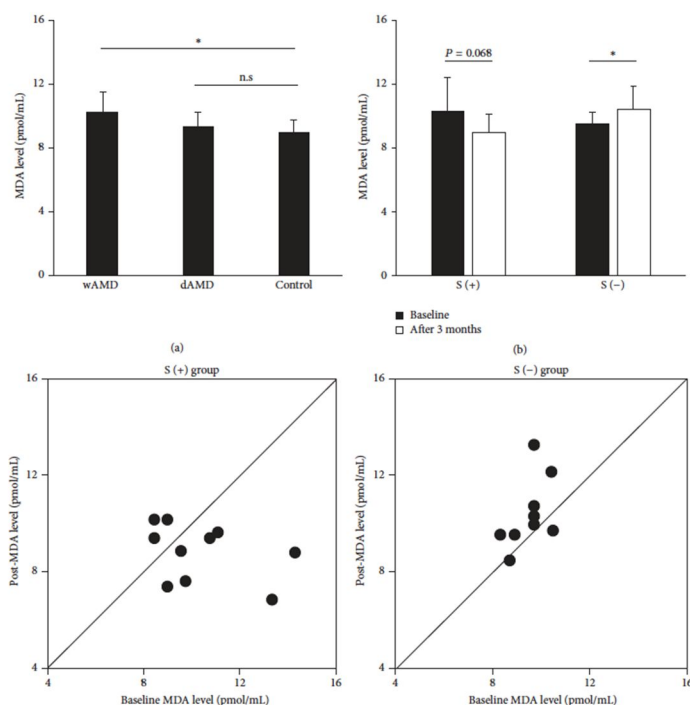 16
12
8
4
0
MDA level (pmol/mL)
*
n.s
wAMD
dAMD
Control
(a)
16
12
8
4
0
MDA level (pmol/mL)
P = 0.068
*
S (+)
S (−)
Baseline
After 3 months
(b)
S (+) group
16
12
8
4
Post-MDA level (pmol/mL)
4
8
12
16
Baseline MDA level (pmol/mL)
S (−) group
16
12
8
4
Post-MDA level (pmol/mL)
4
8
12
16
Baseline MDA level (pmol/mL)